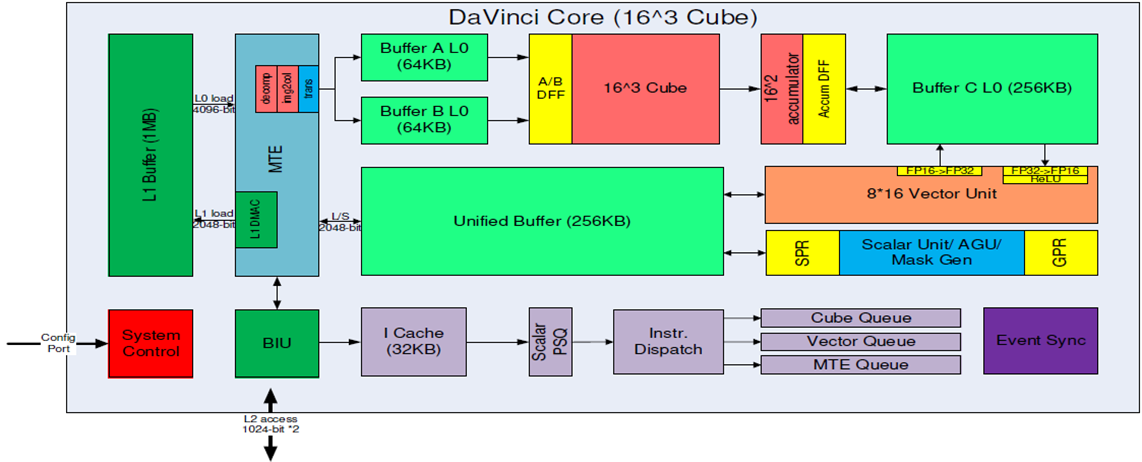 DaVinci Core (16^3 Cube)
L1 Buffer (1MB)
L0 load
4096-bit
L1 load
2048-bit
MTE
decomp
img2col
trans
L1 DMAC
L/S
2048-bit
Buffer A L0
(64KB)
Buffer B L0
(64KB)
A/B
DFF
16^3 Cube
16^2
accumulator
Accum DFF
Buffer C L0 (256KB)
Unified Buffer (256KB)
FP16->FP32
FP32->FP16
ReLU
8*16 Vector Unit
SPR
Scalar Unit/ AGU/
Mask Gen
GPR
Config
Port
System
Control
BIU
I Cache
(32KB)
Scalar
PSQ
Instr.
Dispatch
Cube Queue
Vector Queue
MTE Queue
Event Sync
L2 access
1024-bit *2